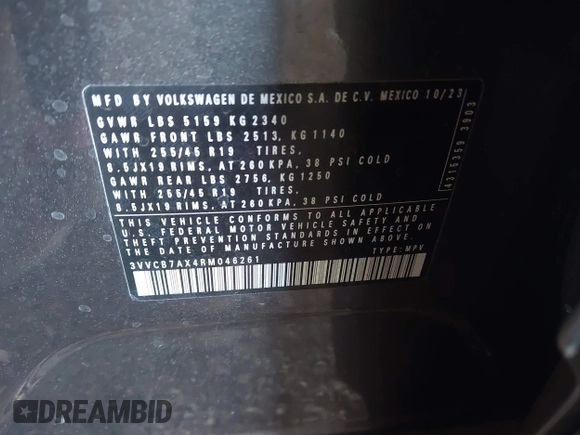 MFD BY VOLKSWAGEN DE MEXICO S.A. DE C.V. MEXICO 10/23
GVWR LBS 5159 KG 2340
GAWR FRONT LBS 2513, KG 1140
WITH 255/45 R19 TIRES,
8.5JX19 RIMS, AT 260 KPA, 38 PSI COLD
GAWR REAR LBS 2756, KG 1250
WITH 255/45 R19 TIRES,
8.5JX19 RIMS, AT 260 KPA, 38 PSI COLD
THIS VEHICLE CONFORMS TO ALL APPLICABLE
U.S. FEDERAL MOTOR VEHICLE SAFETY AND
THEFT PREVENTION STANDARDS IN EFFECT ON
THE DATE OF MANUFACTURE SHOWN ABOVE.
3VVCB7AX4RM046261 TYPE: MPV
4315359 3903
DREAMBID